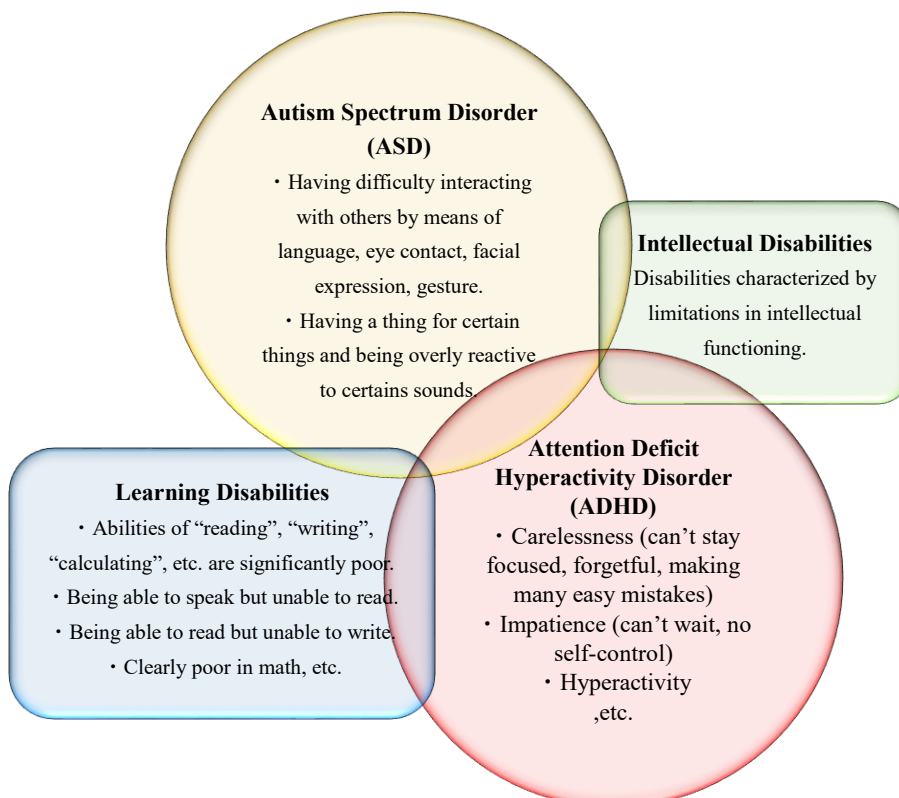 Autism Spectrum Disorder
(ASD)
・Having difficulty interacting
with others by means of
language, eye contact, facial
expression, gesture.
・Having a thing for certain
things and being overly reactive
to certains sounds.
Intellectual Disabilities
Disabilities characterized by
limitations in intellectual
functioning.
Learning Disabilities
・Abilities of “reading”, “writing”,
“calculating”, etc. are significantly poor.
・Being able to speak but unable to read.
・Being able to read but unable to write.
・Clearly poor in math, etc.
Attention Deficit
Hyperactivity Disorder
(ADHD)
・Carelessness (can’t stay
focused, forgetful, making
many easy mistakes)
・Impatience (can’t wait, no
self-control)
・Hyperactivity
,etc.